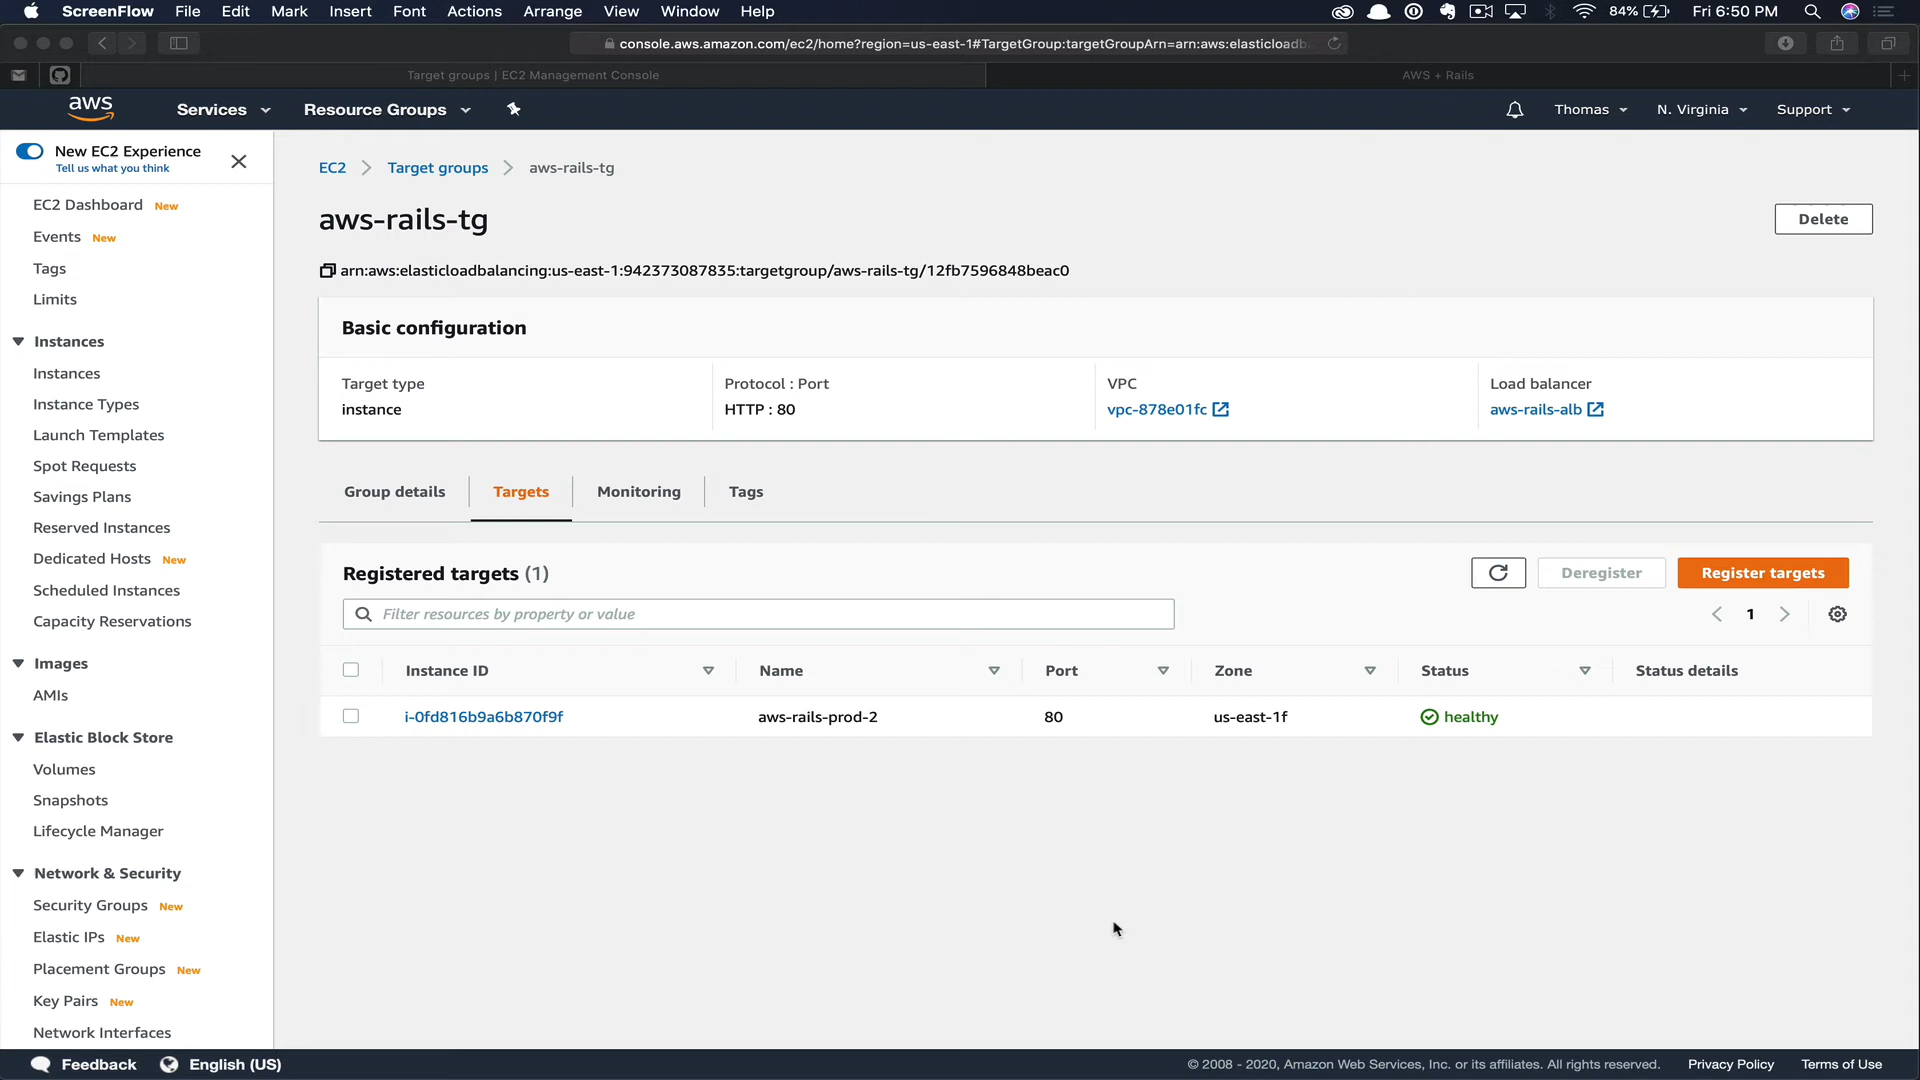 ScreenFlow File Edit Mark Insert Font Actions Arrange View Window Help 84% Fri 6:50 PM
console.aws.amazon.com/ec2/home?region=us-east-1#TargetGroup:targetGroupArn=arn:aws:elasticloadb
Target groups | EC2 Management Console AWS + Rails
aws Services Resource Groups Thomas N. Virginia Support
New EC2 Experience
Tell us what you think
EC2 Dashboard New
Events New
Tags
Limits
Instances
Instances
Instance Types
Launch Templates
Spot Requests
Savings Plans
Reserved Instances
Dedicated Hosts New
Scheduled Instances
Capacity Reservations
Images
AMIs
Elastic Block Store
Volumes
Snapshots
Lifecycle Manager
Network & Security
Security Groups New
Elastic IPs New
Placement Groups New
Key Pairs New
Network Interfaces
EC2 > Target groups > aws-rails-tg
aws-rails-tg
Delete
arn:aws:elasticloadbalancing:us-east-1:942373087835:targetgroup/aws-rails-tg/12fb7596848beac0
Basic configuration
Target type Protocol : Port VPC Load balancer
instance HTTP : 80 vpc-878e01fc aws-rails-alb
Group details Targets Monitoring Tags
Registered targets (1) Deregister Register targets
Filter resources by property or value 1
Instance ID Name Port Zone Status Status details
i-0fd816b9a6b870f9f aws-rails-prod-2 80 us-east-1f healthy
Feedback English (US) © 2008 - 2020, Amazon Web Services, Inc. or its affiliates. All rights reserved. Privacy Policy Terms of Use